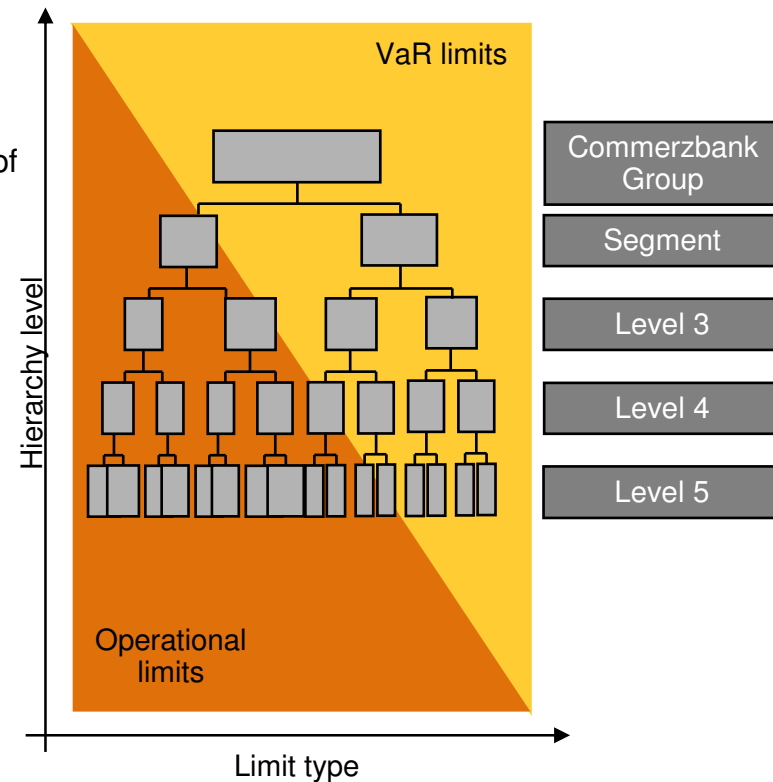 VaR limits
of
Commerzbank
Group
Segment
Hierarchy level
Level 3
Level 4
Level 5
Operational
limits
Limit type